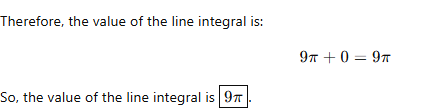 Therefore, the value of the line integral is:
9π + 0 = 9π
So, the value of the line integral is 9π.